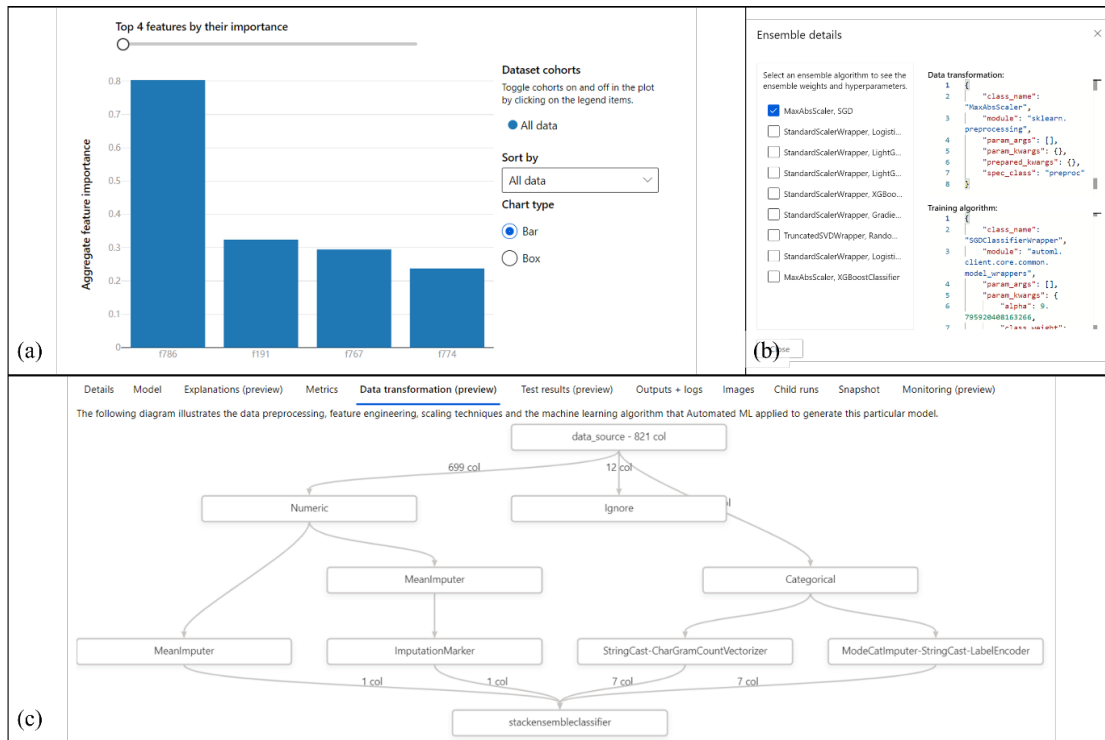 Top 4 features by their importance
0.8
0.7
0.6
0.5
0.4
0.3
0.2
0.1
0
Aggregate feature importance
f786 f191 f767 f774
Dataset cohorts
Toggle cohorts on and off in the plot
by clicking on the legend items.
All data
Sort by
All data
Chart type
Bar
Box
(a)
Ensemble details
Select an ensemble algorithm to see the
ensemble weights and hyperparameters.
MaxAbsScaler, SGD
StandardScalerWrapper, Logisti...
StandardScalerWrapper, LightG...
StandardScalerWrapper, LightG...
StandardScalerWrapper, XGBoo...
StandardScalerWrapper, Gradie...
TruncatedSVDWrapper, Rando...
StandardScalerWrapper, Logisti...
MaxAbsScaler, XGBoostClassifier
Data transformation:
1 {
2 "class_name":
"MaxAbsScaler",
3 "module": "sklearn.
preprocessing",
4 "param_args": [],
5 "param_kwargs": {},
6 "prepared_kwargs": {},
7 "spec_class": "preproc"
8 }
Training algorithm:
1 {
2 "class_name":
"SGDClassifierWrapper",
3 "module": "automl.
client.core.common.
model_wrappers",
4 "param_args": [],
5 "param_kwargs": {
6 "alpha": 9.
795920408163266,
7 "class_weight":
(b)
Details Model Explanations (preview) Metrics Data transformation (preview) Test results (preview) Outputs + logs Images Child runs Snapshot Monitoring (preview)
The following diagram illustrates the data preprocessing, feature engineering, scaling techniques and the machine learning algorithm that Automated ML applied to generate this particular model.
data_source - 821 col
699 col 12 col
Numeric Ignore
MeanImputer Categorical
MeanImputer ImputationMarker StringCast-CharGramCountVectorizer ModeCatImputer-StringCast-LabelEncoder
1 col 1 col 7 col 7 col
stackensembleclassifier
(c)